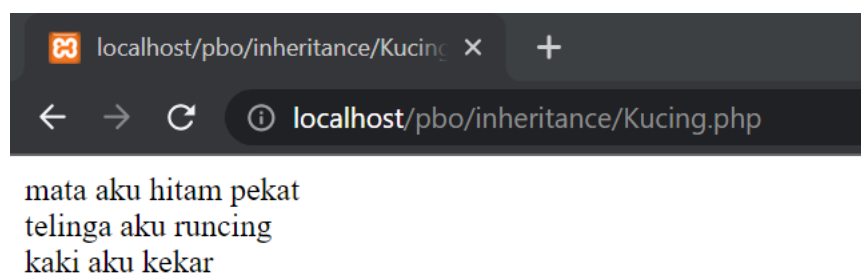 localhost/pbo/inheritance/Kucing
localhost/pbo/inheritance/Kucing.php
mata aku hitam pekat
telinga aku runcing
kaki aku kekar